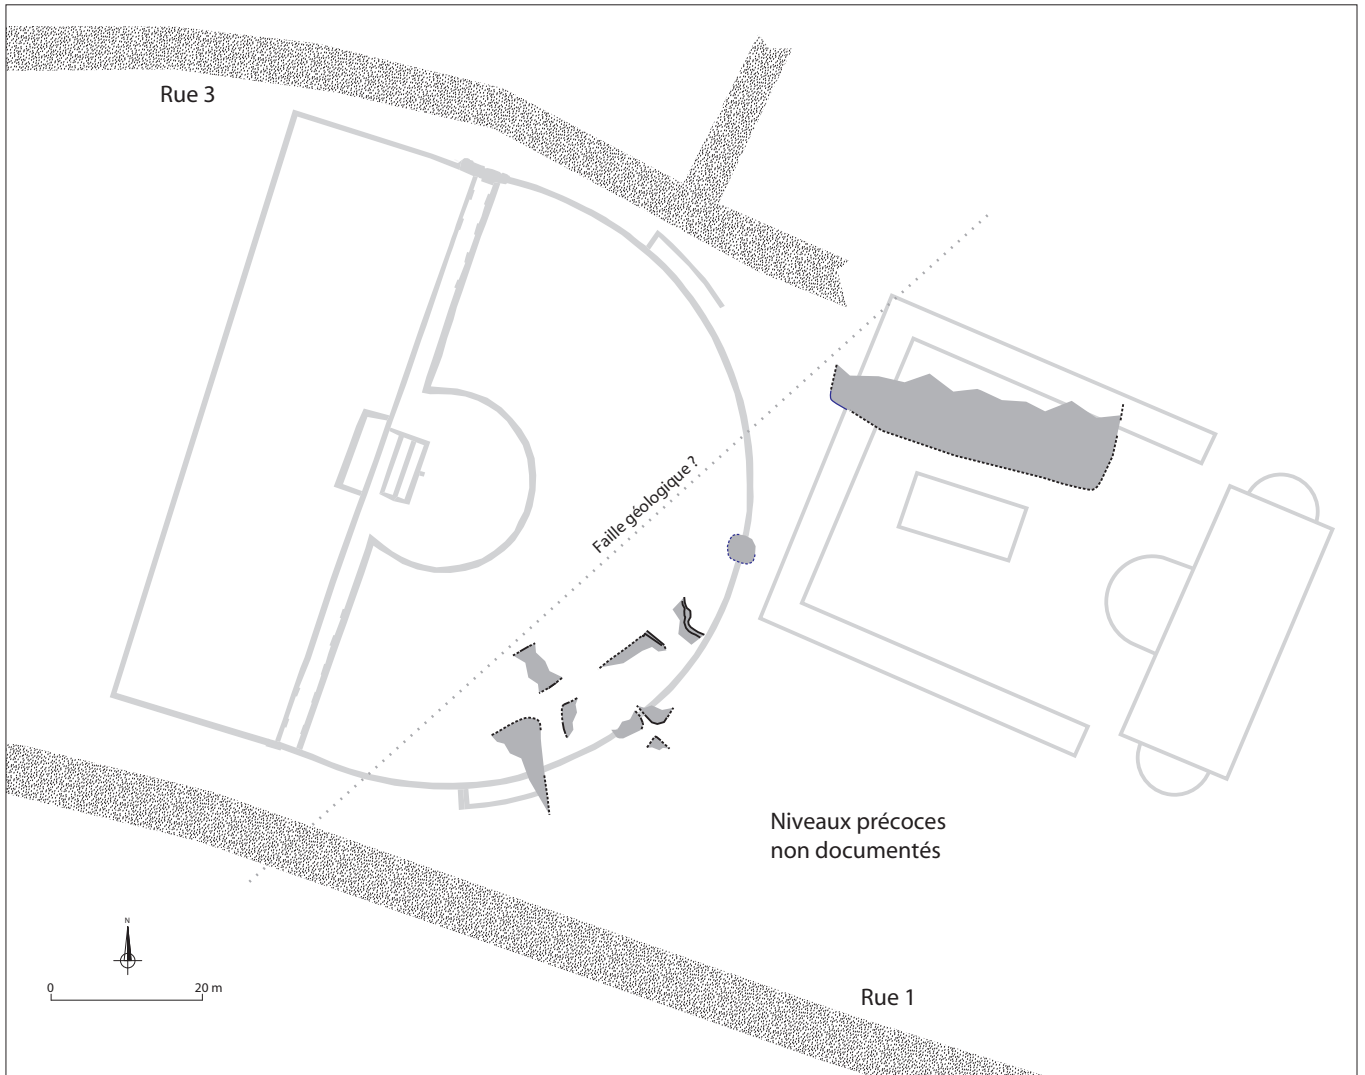 Rue 3
Faille géologique ?
Niveaux précoces
non documentés
N
0 20 m
Rue 1